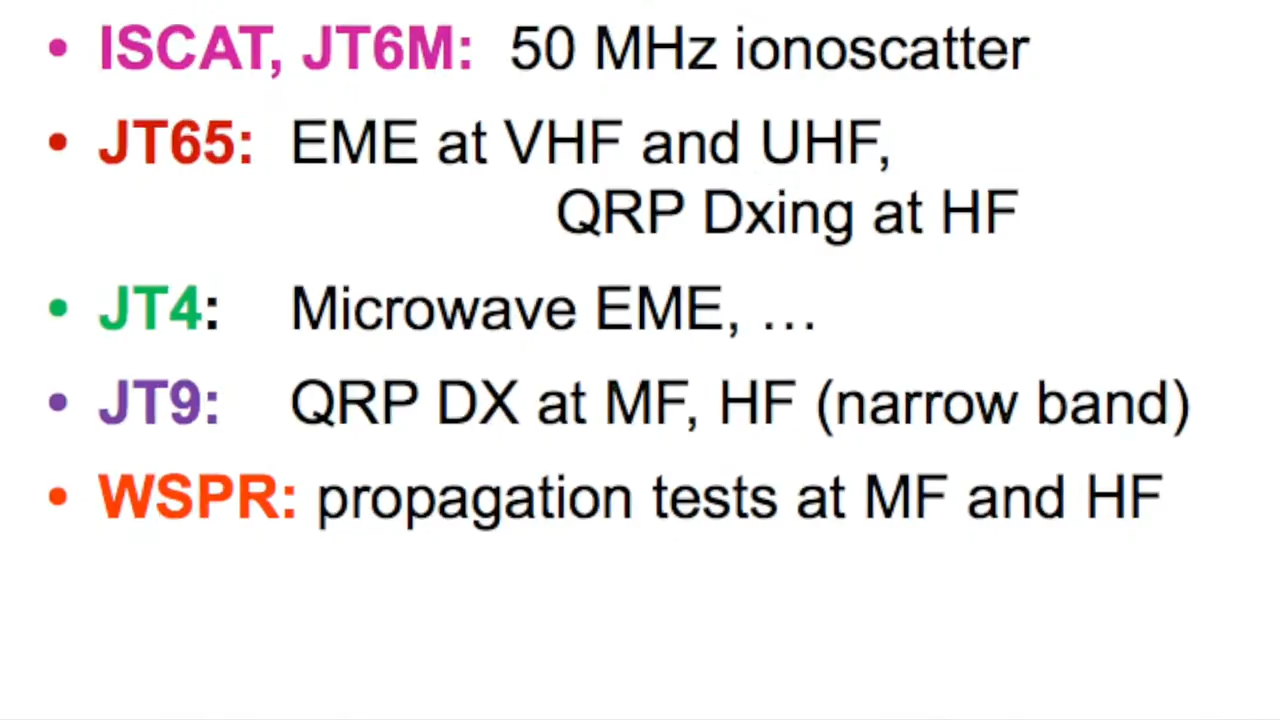 • ISCAT, JT6M: 50 MHz ionoscatter
• JT65: EME at VHF and UHF,
QRP Dxing at HF
• JT4: Microwave EME, …
• JT9: QRP DX at MF, HF (narrow band)
• WSPR: propagation tests at MF and HF